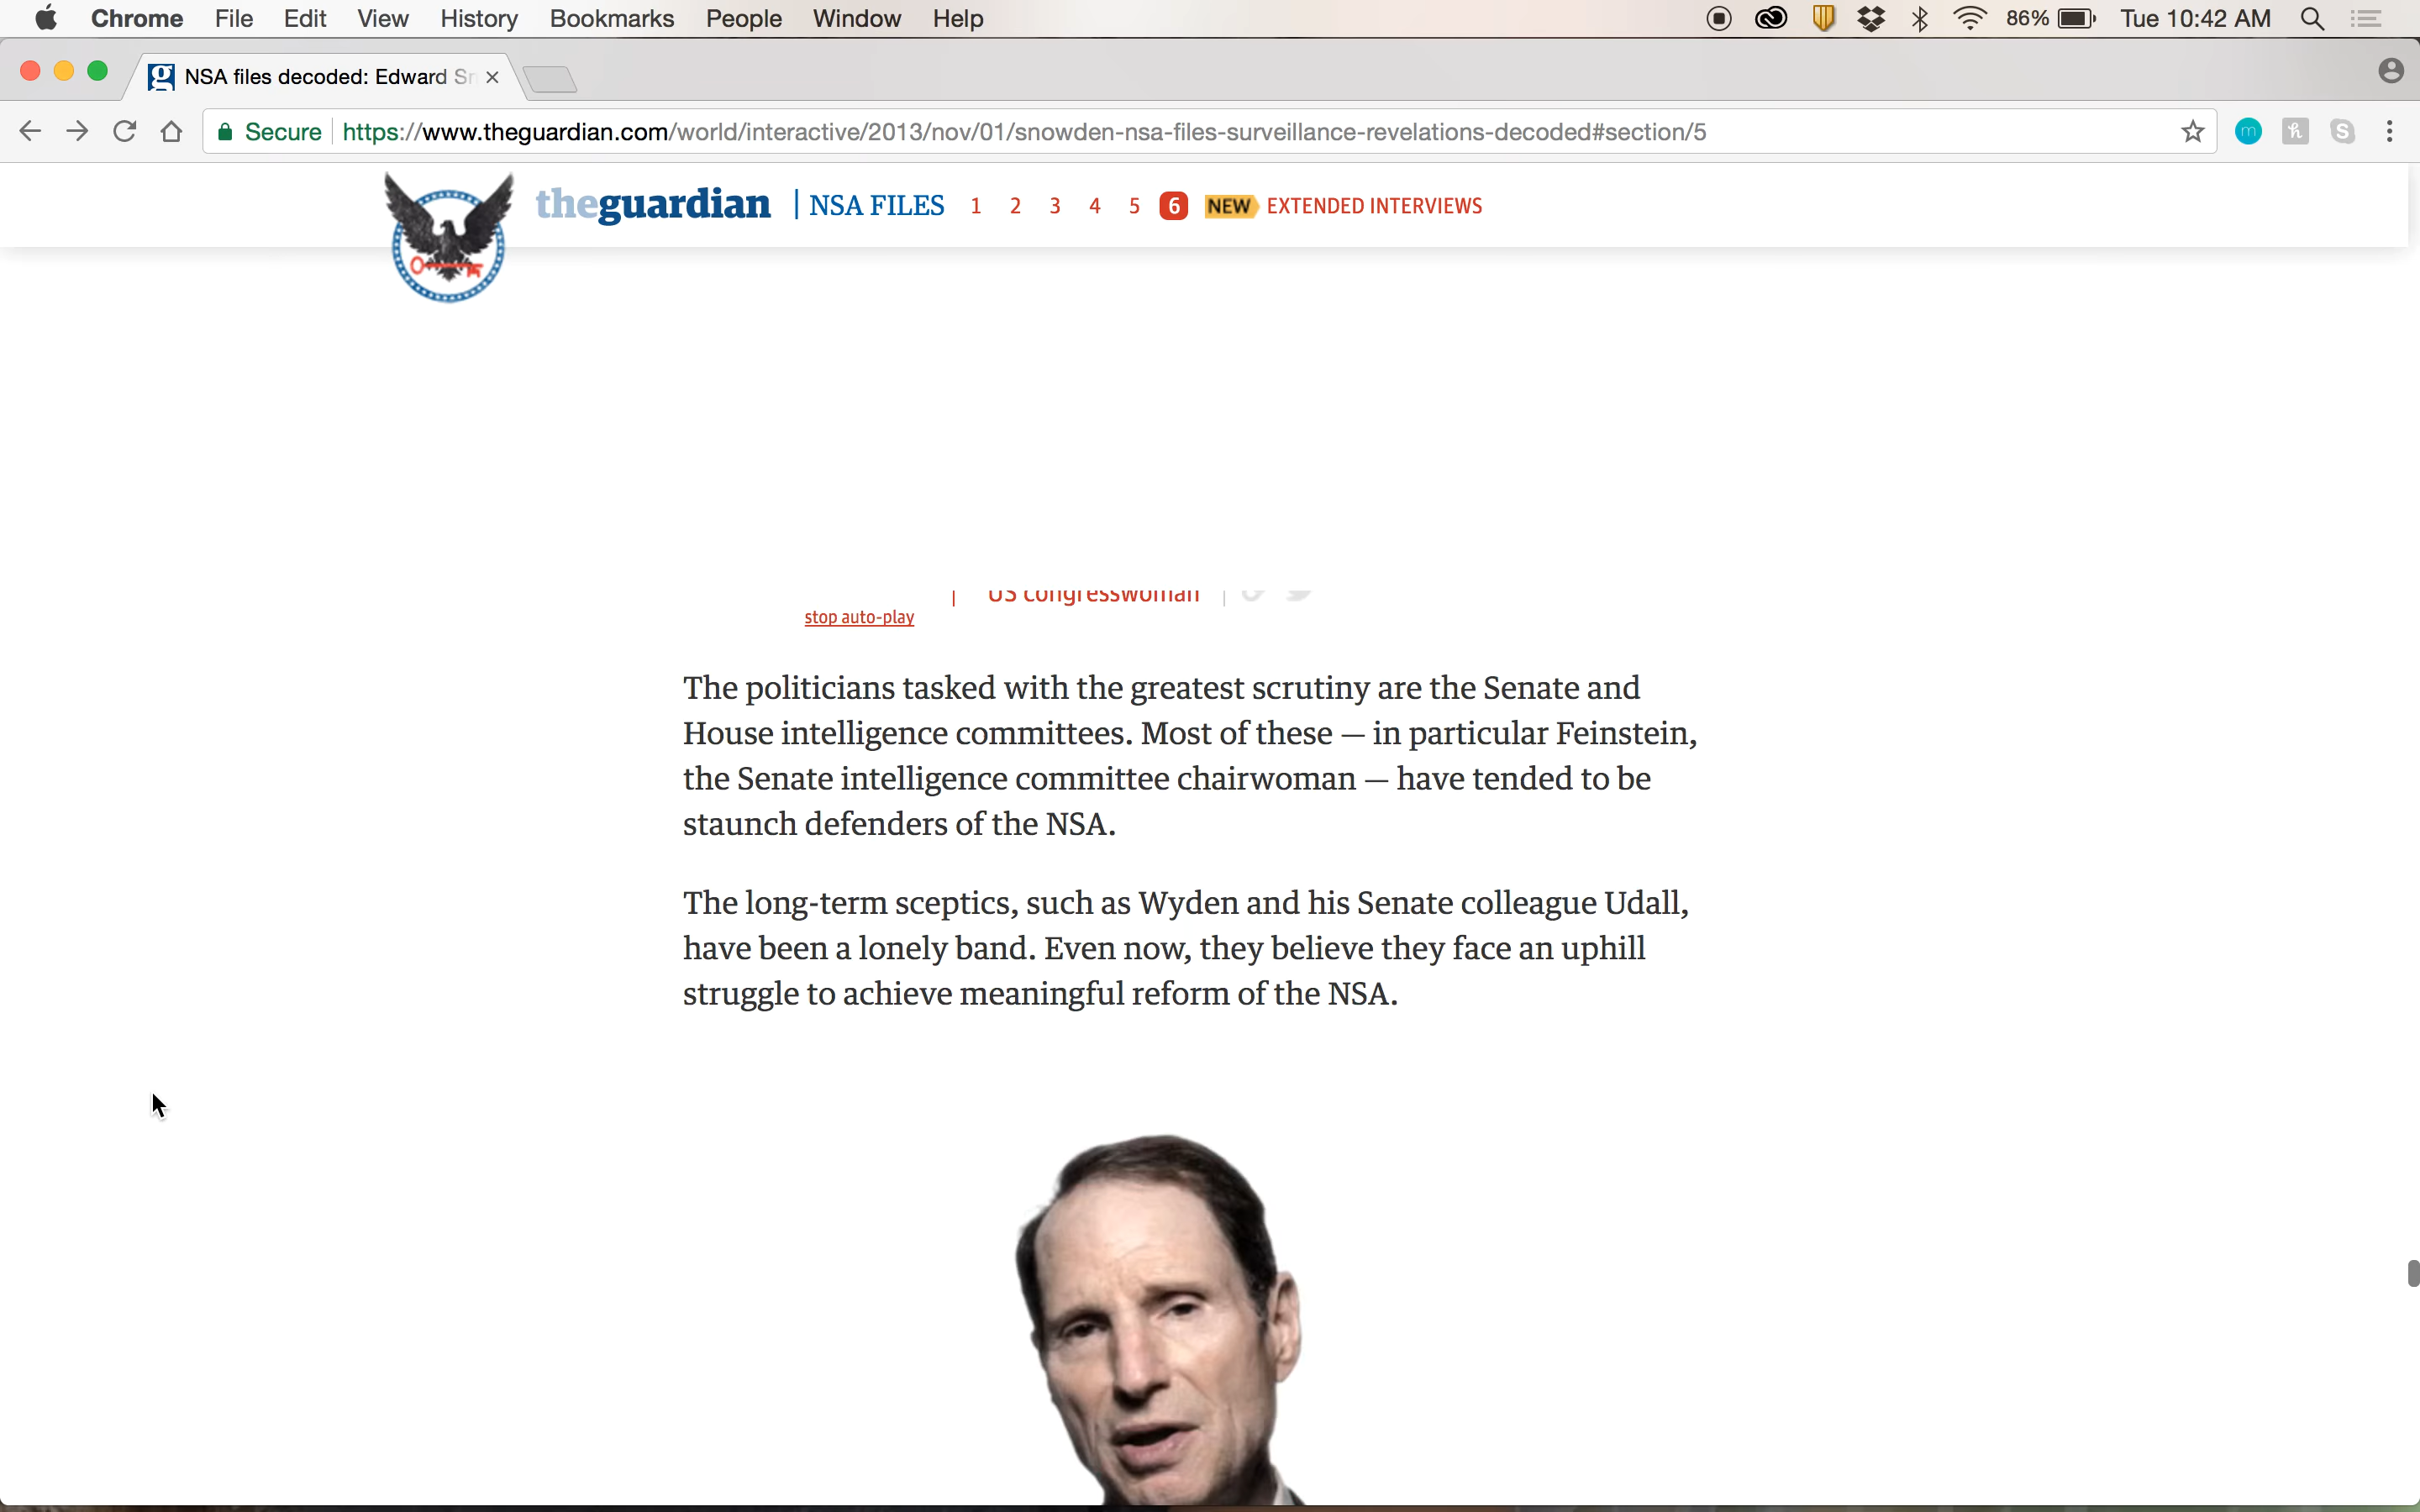 Chrome File Edit View History Bookmarks People Window Help 86% Tue 10:42 AM
NSA files decoded: Edward Sn
Secure https://www.theguardian.com/world/interactive/2013/nov/01/snowden-nsa-files-surveillance-revelations-decoded#section/5
theguardian NSA FILES 1 2 3 4 5 6 NEW EXTENDED INTERVIEWS
US congresswoman
stop auto-play
The politicians tasked with the greatest scrutiny are the Senate and
House intelligence committees. Most of these — in particular Feinstein,
the Senate intelligence committee chairwoman — have tended to be
staunch defenders of the NSA.
The long-term sceptics, such as Wyden and his Senate colleague Udall,
have been a lonely band. Even now, they believe they face an uphill
struggle to achieve meaningful reform of the NSA.